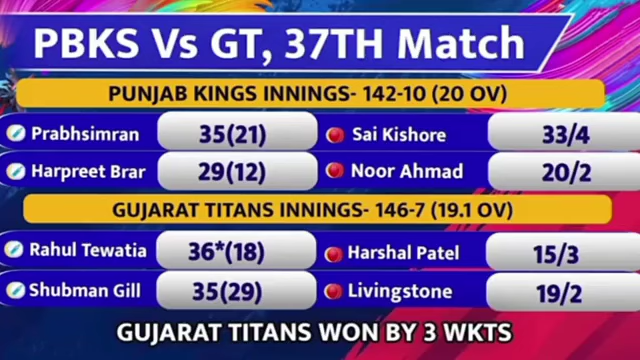 PBKS Vs GT, 37TH Match
PUNJAB KINGS INNINGS- 142-10 (20 OV)
Prabhsimran 35(21) Sai Kishore 33/4
Harpreet Brar 29(12) Noor Ahmad 20/2
GUJARAT TITANS INNINGS- 146-7 (19.1 OV)
Rahul Tewatia 36*(18) Harshal Patel 15/3
Shubman Gill 35(29) Livingstone 19/2
GUJARAT TITANS WON BY 3 WKTS